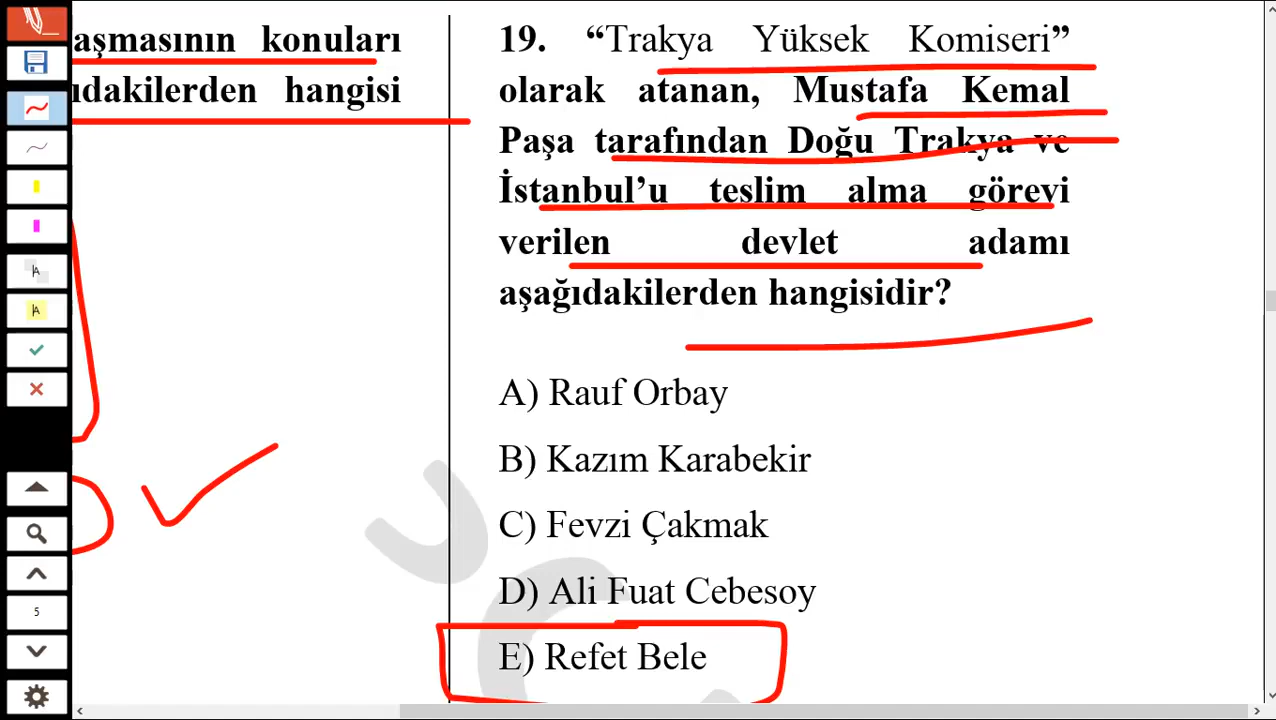 aşmasının konuları
ıdakilerden hangisi
19. “Trakya Yüksek Komiseri”
olarak atanan, Mustafa Kemal
Paşa tarafından Doğu Trakya ve
İstanbul’u teslim alma görevi
verilen devlet adamı
aşağıdakilerden hangisidir?
A) Rauf Orbay
B) Kazım Karabekir
C) Fevzi Çakmak
D) Ali Fuat Cebesoy
E) Refet Bele
5